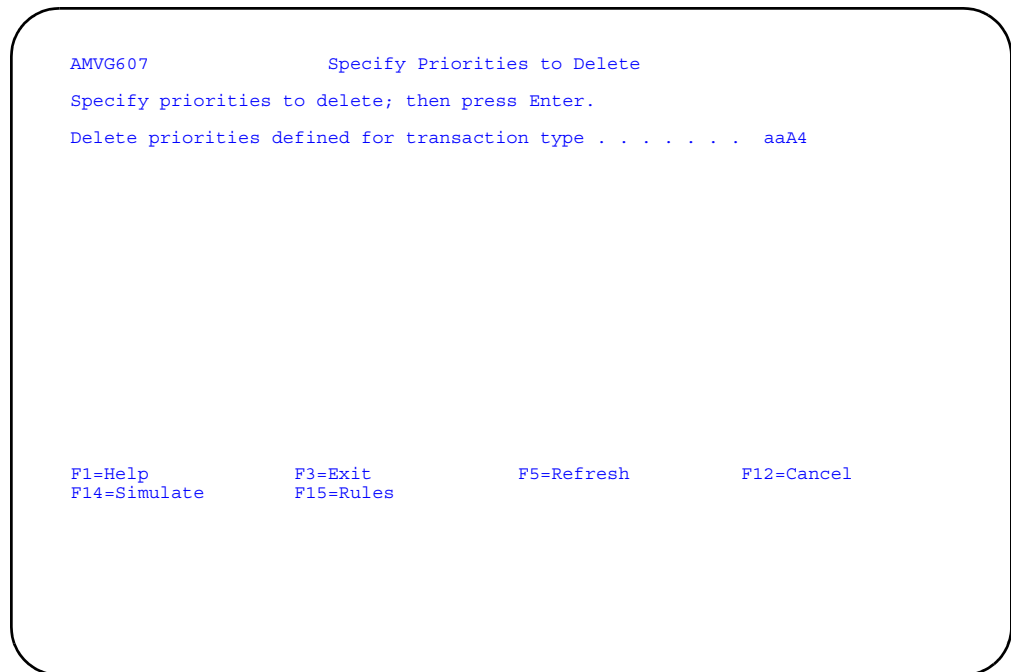 AMVG607 Specify Priorities to Delete
Specify priorities to delete; then press Enter.
Delete priorities defined for transaction type . . . . . . . aaA4
F1=Help F3=Exit F5=Refresh F12=Cancel
F14=Simulate F15=Rules